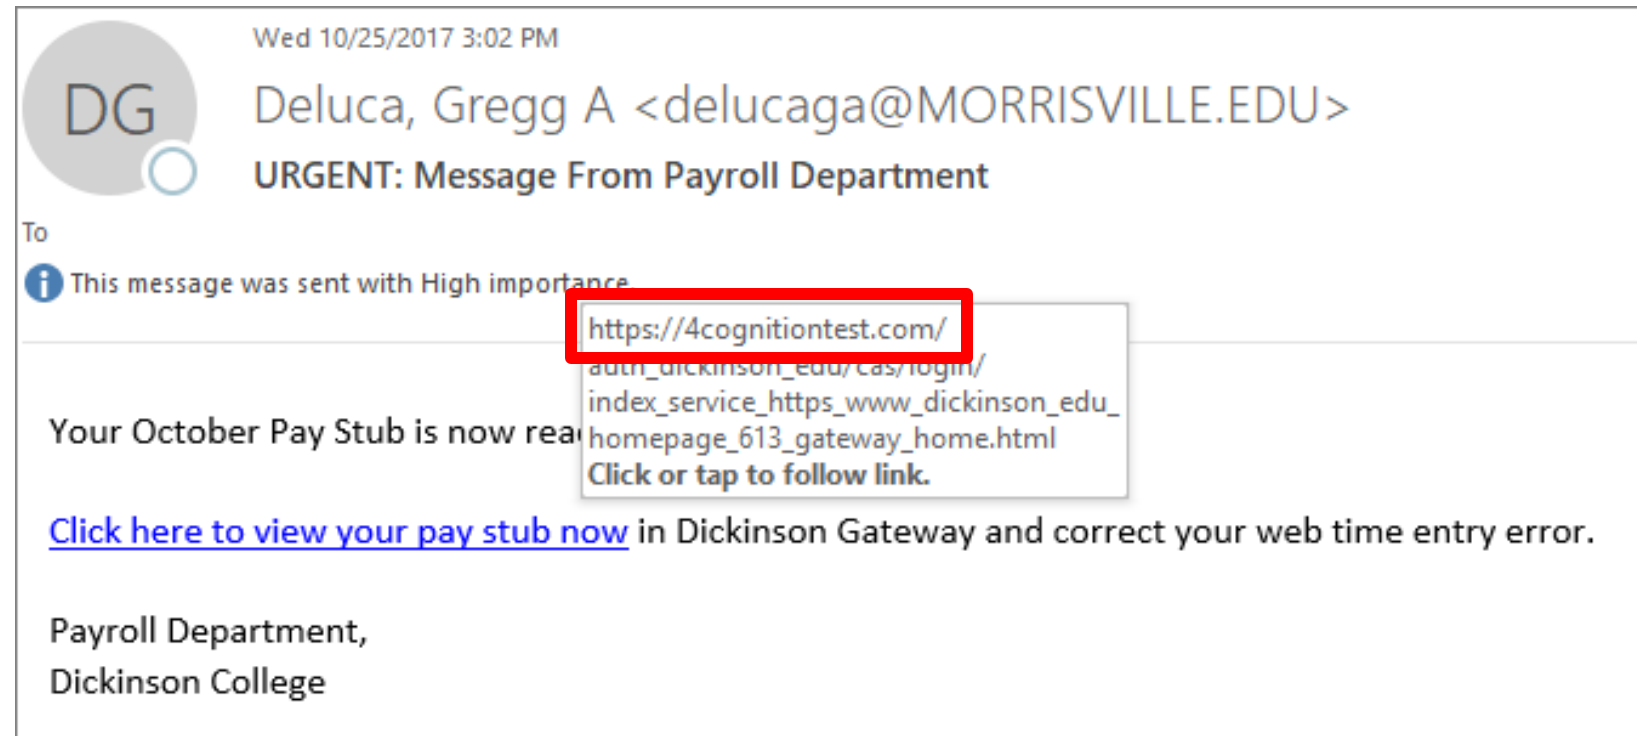 Wed 10/25/2017 3:02 PM
DG
Deluca, Gregg A <delucaga@MORRISVILLE.EDU>
URGENT: Message From Payroll Department
To
i
This message was sent with High importance.
https://4cognitiontest.com/
auth_dickinson_edu/cas/login/
index_service_https_www_dickinson_edu_
homepage_613_gateway_home.html
Click or tap to follow link.
Your October Pay Stub is now
Click here to view your pay stub now in Dickinson Gateway and correct your web time entry error.
Payroll Department,
Dickinson College